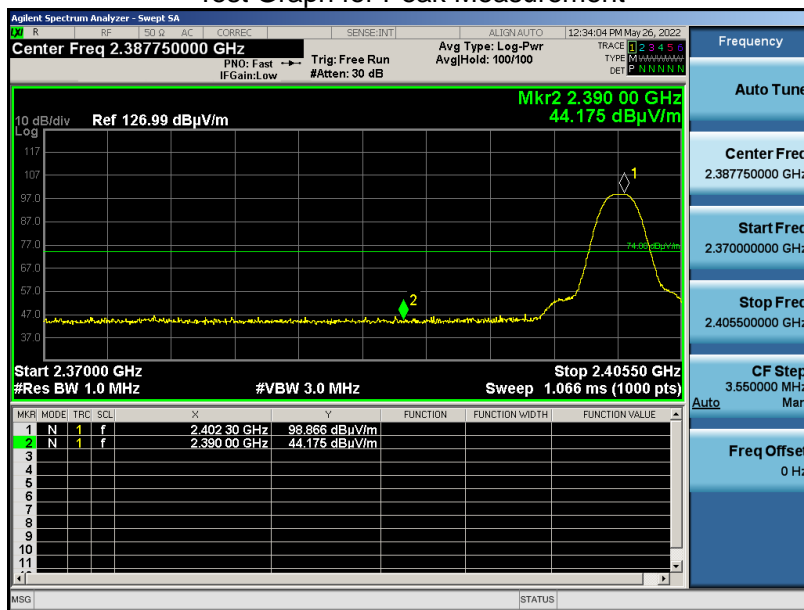 Test Graph for Peak Measurement
Agilent Spectrum Analyzer - Swept SA
LXI R RF 50 Ω AC CORREC SENSE:INT ALIGN AUTO 12:34:04 PM May 26, 2022
Center Freq 2.387750000 GHz
PNO: Fast
IFGain:Low
Trig: Free Run
#Atten: 30 dB
Avg Type: Log-Pwr
Avg|Hold: 100/100
TRACE 1 2 3 4 5 6
TYPE M W W W W W
DET P N N N N N
Mkr2 2.390 00 GHz
44.175 dBµV/m
10 dB/div Ref 126.99 dBµV/m
Log
117
107
97.0
87.0
77.0
67.0
57.0
47.0
37.0
1
74.00 dBµV/m
2
Start 2.37000 GHz Stop 2.40550 GHz
#Res BW 1.0 MHz #VBW 3.0 MHz Sweep 1.066 ms (1000 pts)
MKR MODE TRC SCL X Y FUNCTION FUNCTION WIDTH FUNCTION VALUE
1 N 1 f 2.402 30 GHz 98.866 dBµV/m
2 N 1 f 2.390 00 GHz 44.175 dBµV/m
3
4
5
6
7
8
9
10
11
MSG STATUS
Frequency
Auto Tune
Center Freq
2.387750000 GHz
Start Freq
2.370000000 GHz
Stop Freq
2.405500000 GHz
CF Step
3.550000 MHz
Auto Man
Freq Offset
0 Hz